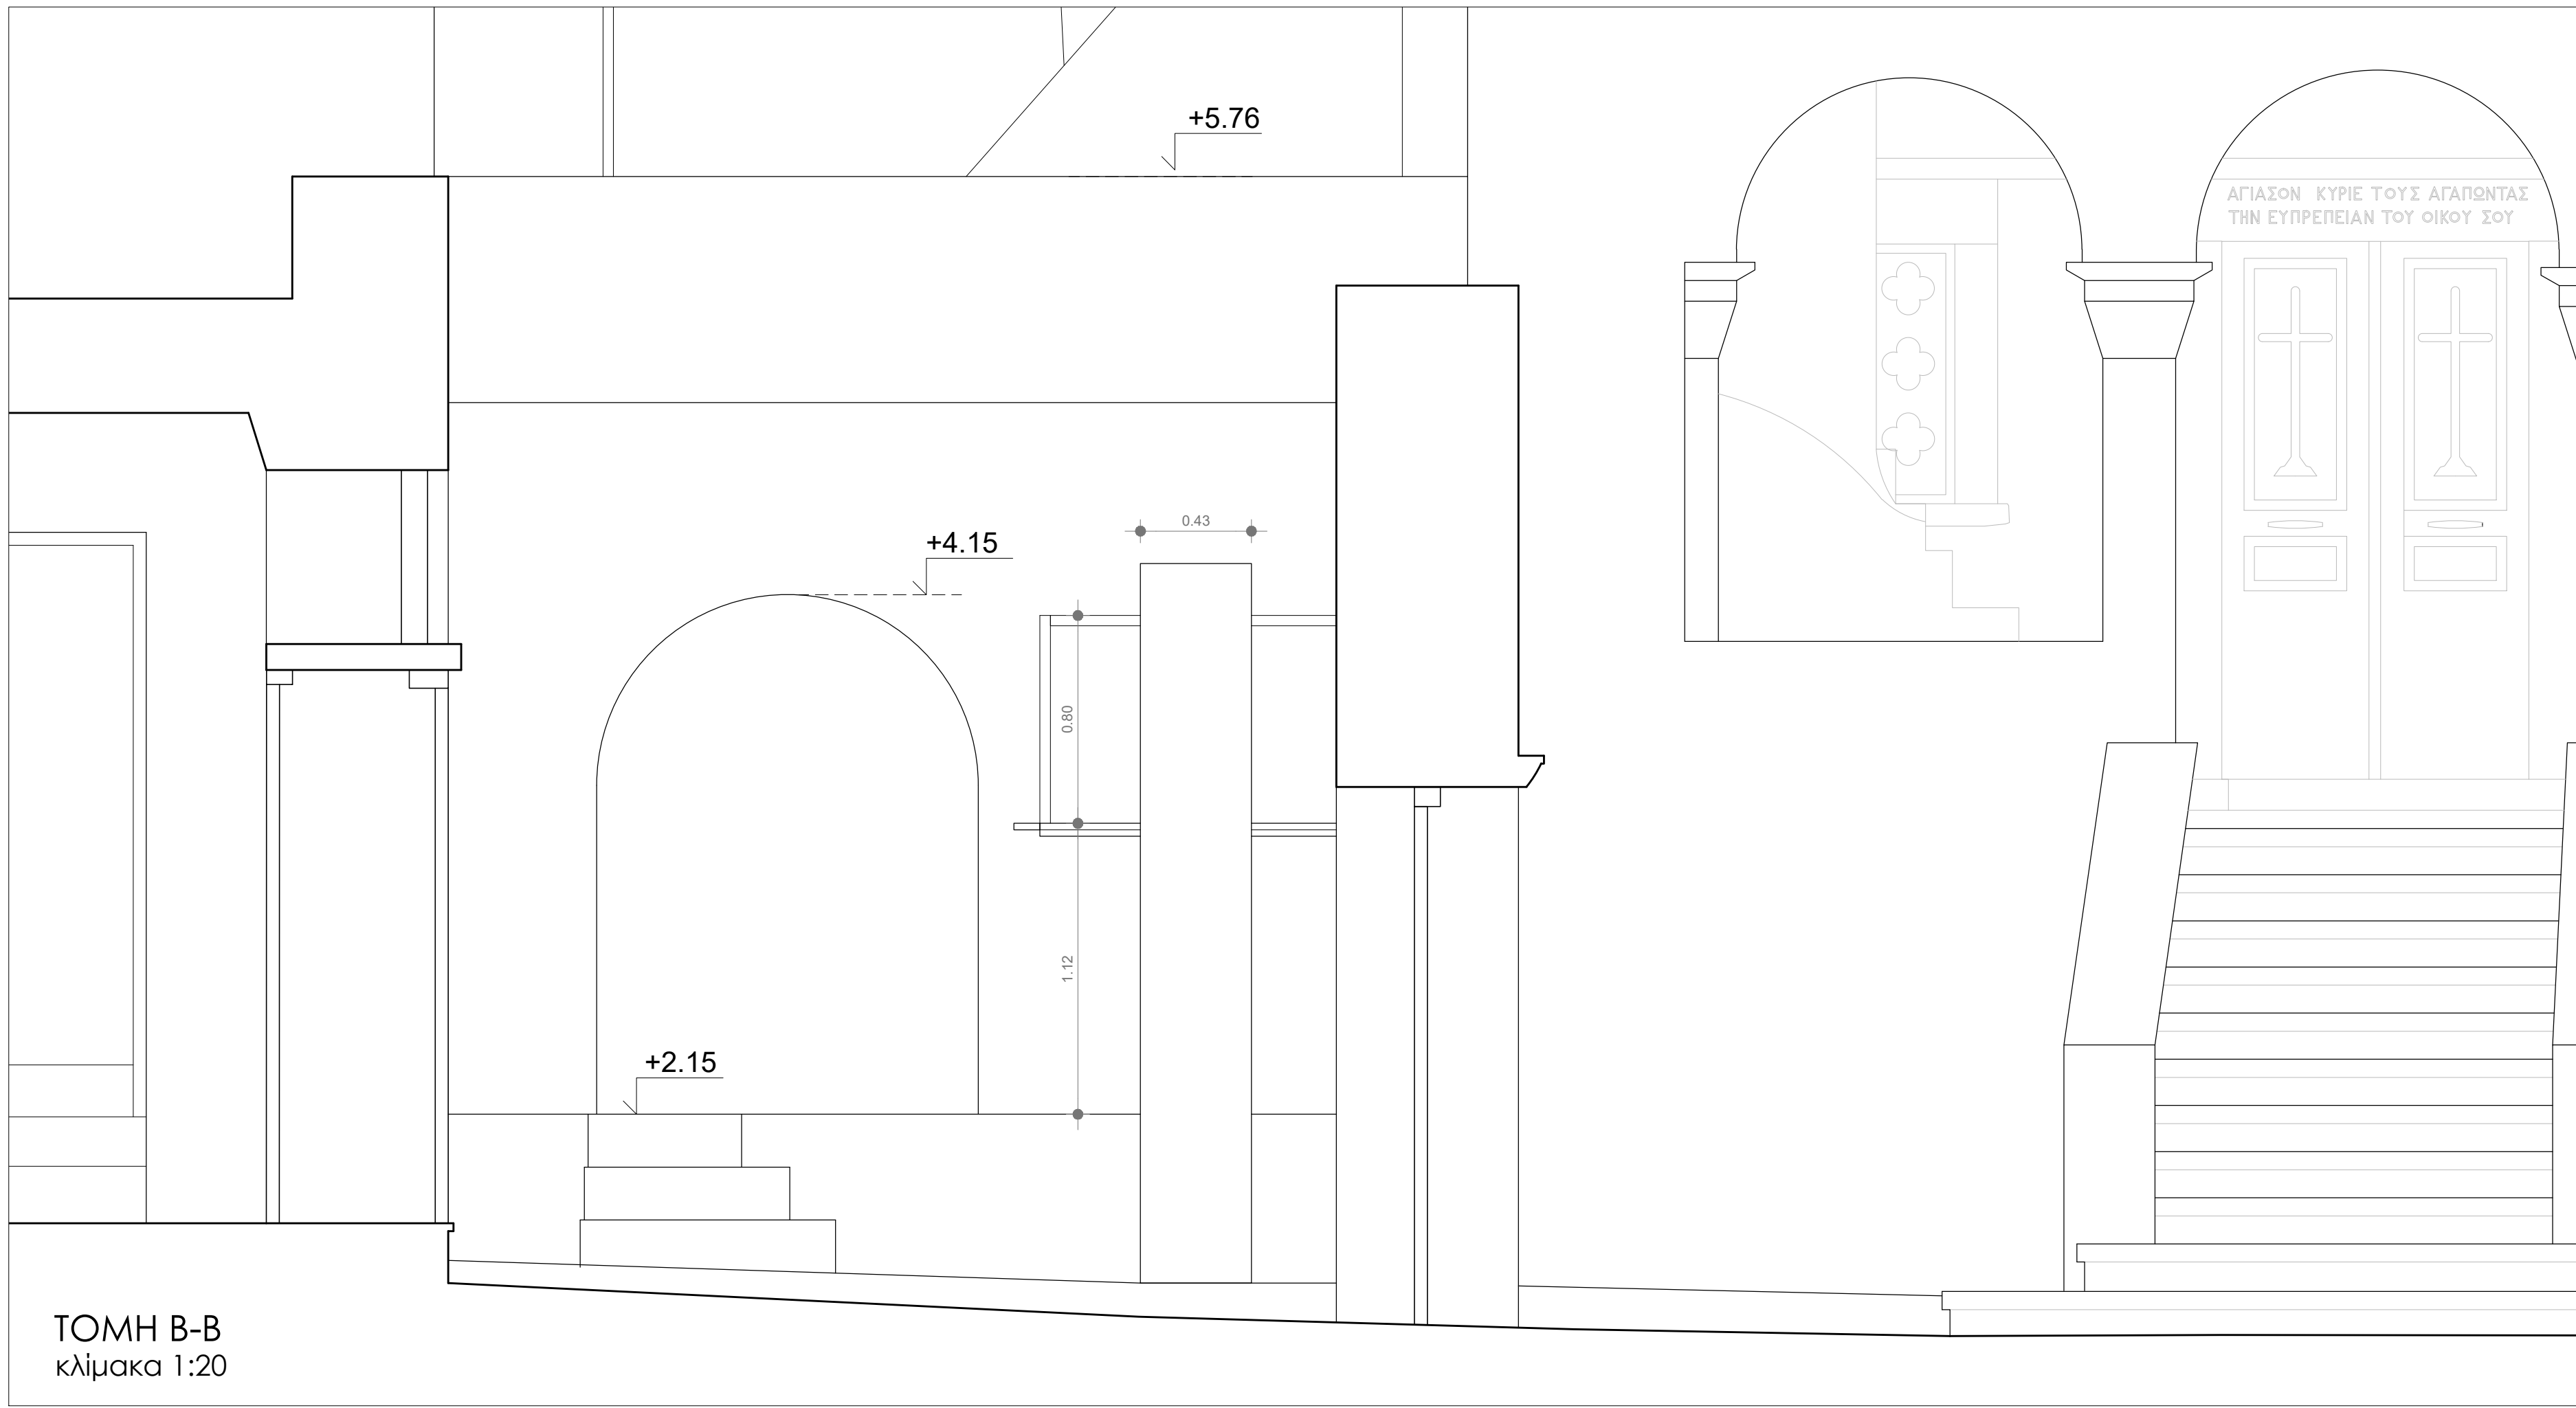 +5.76
ΑΓΙΑΣΟΝ ΚΥΡΙΕ ΤΟΥΣ ΑΓΑΠΩΝΤΑΣ
ΤΗΝ ΕΥΠΡΕΠΕΙΑΝ ΤΟΥ ΟΙΚΟΥ ΣΟΥ
0.43
+4.15
0.80
1.12
+2.15
ΤΟΜΗ Β-Β
κλίμακα 1:20